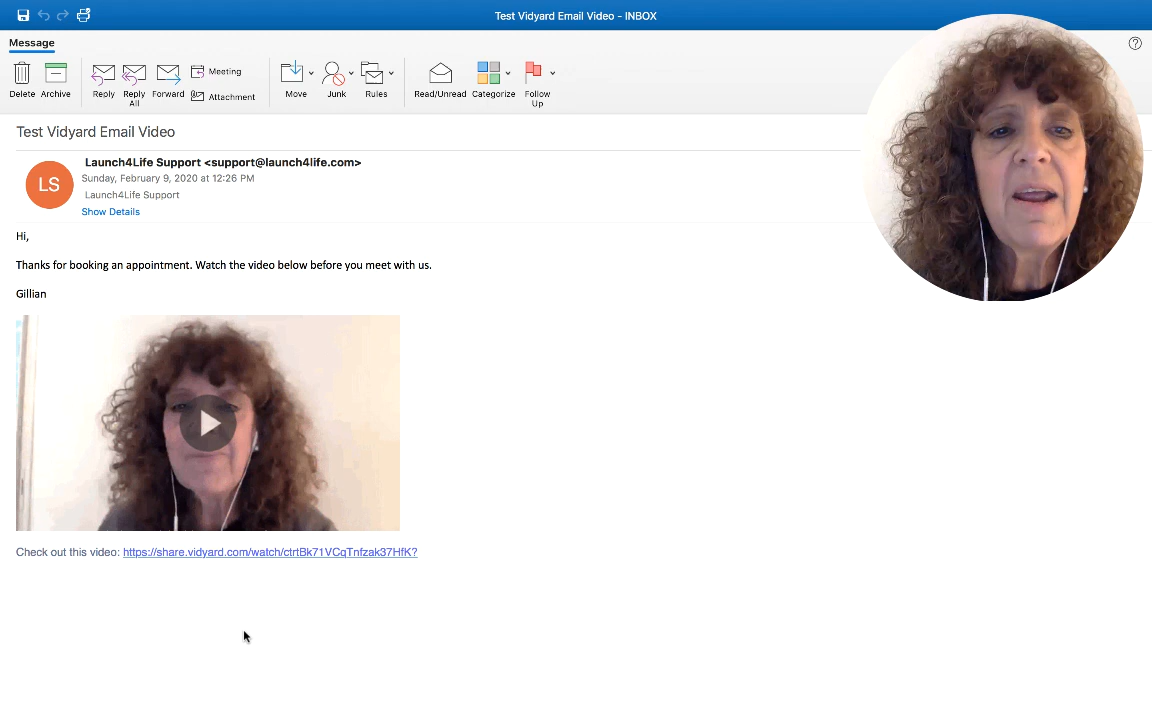 Test Vidyard Email Video - INBOX
Message
Delete Archive Reply Reply All Forward Meeting Attachment Move Junk Rules Read/Unread Categorize Follow Up
Test Vidyard Email Video
LS
Launch4Life Support <support@launch4life.com>
Sunday, February 9, 2020 at 12:26 PM
Launch4Life Support
Show Details
Hi,
Thanks for booking an appointment. Watch the video below before you meet with us.
Gillian
Check out this video: https://share.vidyard.com/watch/ctrtBk71VCqTnfzak37HfK?